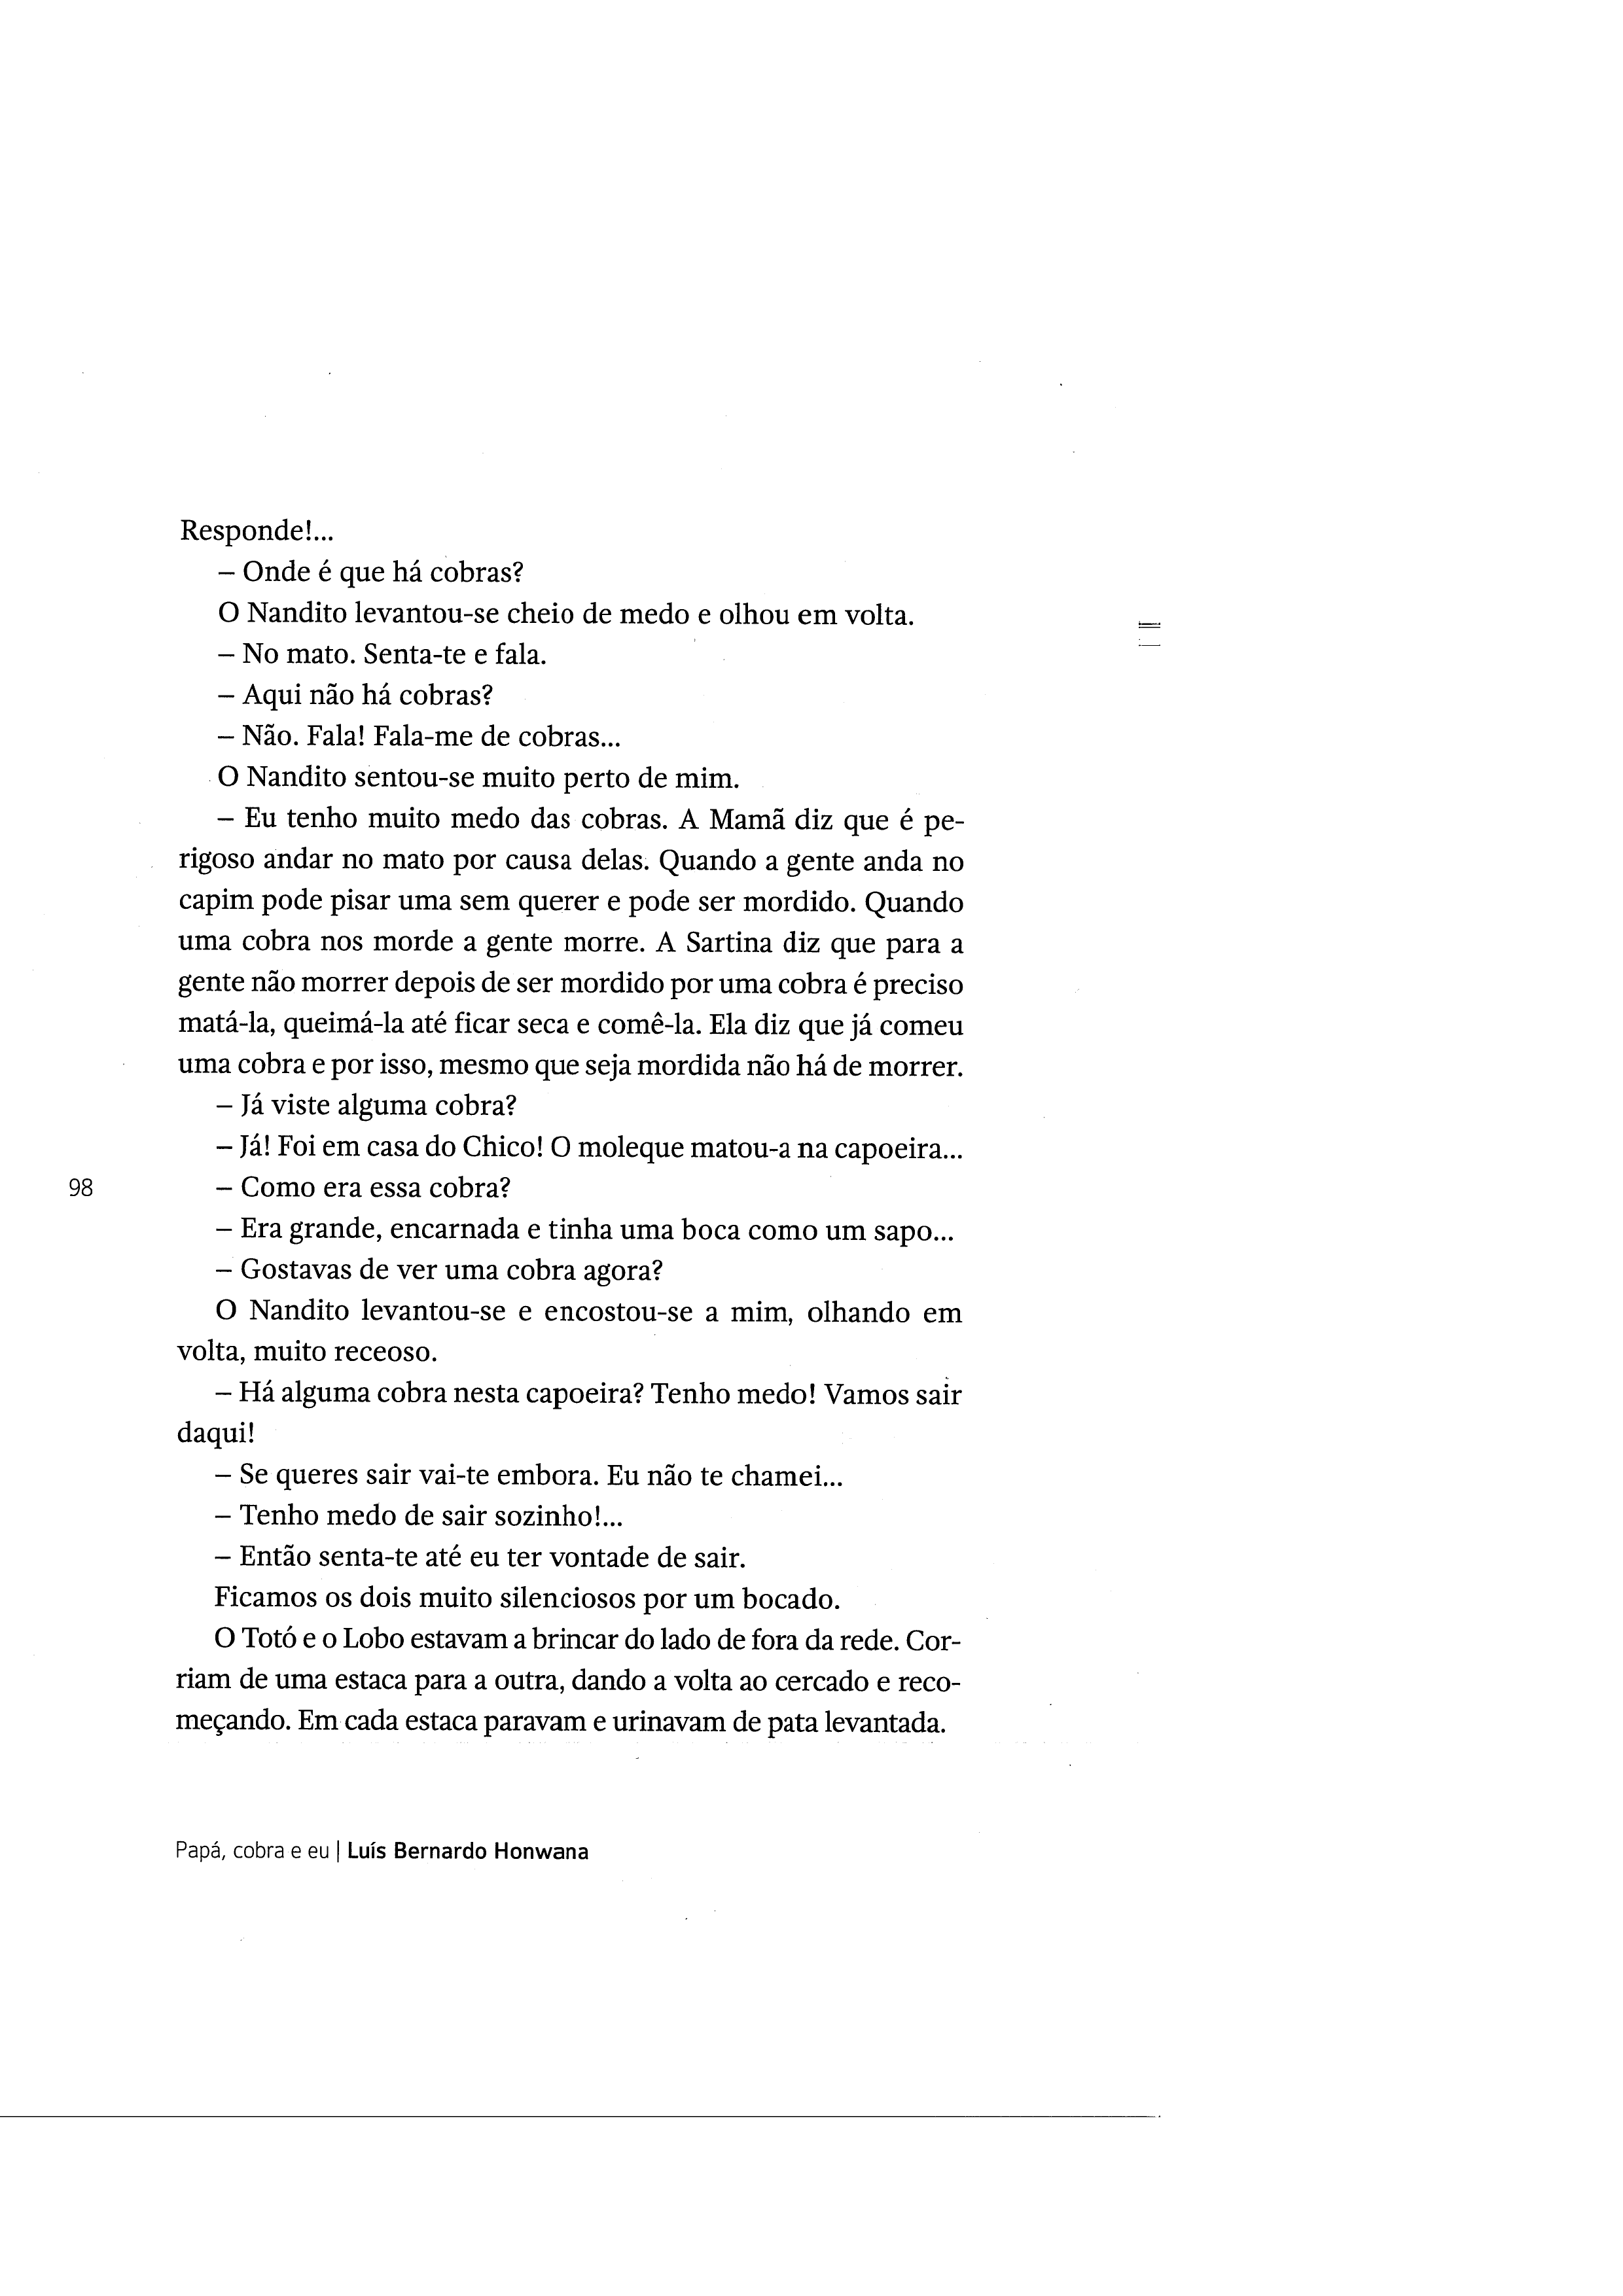 Responde!...
– Onde é que há cobras?
O Nandito levantou-se cheio de medo e olhou em volta.
– No mato. Senta-te e fala.
– Aqui não há cobras?
– Não. Fala! Fala-me de cobras...
O Nandito sentou-se muito perto de mim.
– Eu tenho muito medo das cobras. A Mamã diz que é pe-
rigoso andar no mato por causa delas. Quando a gente anda no
capim pode pisar uma sem querer e pode ser mordido. Quando
uma cobra nos morde a gente morre. A Sartina diz que para a
gente não morrer depois de ser mordido por uma cobra é preciso
matá-la, queimá-la até ficar seca e comê-la. Ela diz que já comeu
uma cobra e por isso, mesmo que seja mordida não há de morrer.
– Já viste alguma cobra?
– Já! Foi em casa do Chico! O moleque matou-a na capoeira...
98
– Como era essa cobra?
– Era grande, encarnada e tinha uma boca como um sapo...
– Gostavas de ver uma cobra agora?
O Nandito levantou-se e encostou-se a mim, olhando em
volta, muito receoso.
– Há alguma cobra nesta capoeira? Tenho medo! Vamos sair
daqui!
– Se queres sair vai-te embora. Eu não te chamei...
– Tenho medo de sair sozinho!...
– Então senta-te até eu ter vontade de sair.
Ficamos os dois muito silenciosos por um bocado.
O Totó e o Lobo estavam a brincar do lado de fora da rede. Cor-
riam de uma estaca para a outra, dando a volta ao cercado e reco-
meçando. Em cada estaca paravam e urinavam de pata levantada.
Papá, cobra e eu | Luís Bernardo Honwana